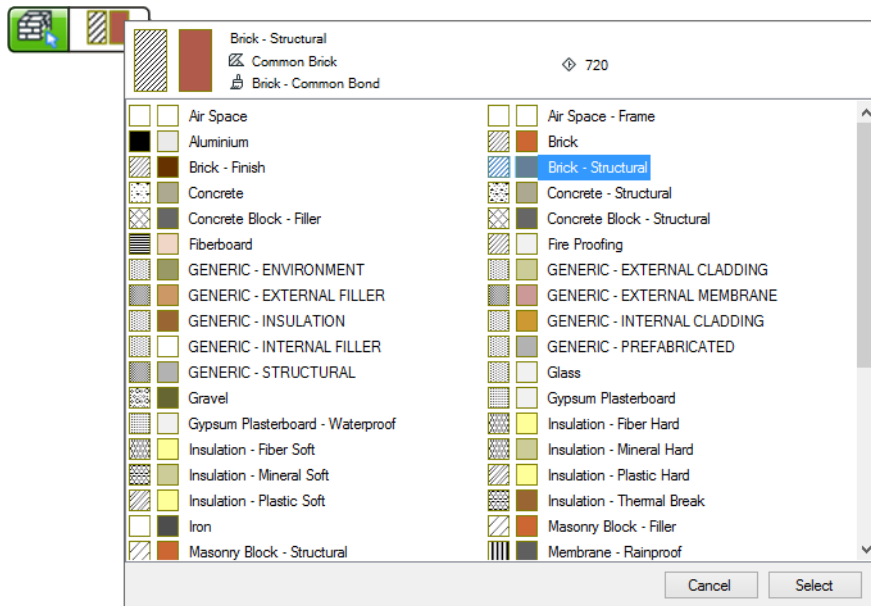 Brick - Structural
Common Brick
720
Brick - Common Bond
Air Space
Air Space - Frame
Aluminium
Brick
Brick - Finish
Brick - Structural
Concrete
Concrete - Structural
Concrete Block - Filler
Concrete Block - Structural
Fiberboard
Fire Proofing
GENERIC - ENVIRONMENT
GENERIC - EXTERNAL CLADDING
GENERIC - EXTERNAL FILLER
GENERIC - EXTERNAL MEMBRANE
GENERIC - INSULATION
GENERIC - INTERNAL CLADDING
GENERIC - INTERNAL FILLER
GENERIC - PREFABRICATED
GENERIC - STRUCTURAL
Glass
Gravel
Gypsum Plasterboard
Gypsum Plasterboard - Waterproof
Insulation - Fiber Hard
Insulation - Fiber Soft
Insulation - Mineral Hard
Insulation - Mineral Soft
Insulation - Plastic Hard
Insulation - Plastic Soft
Insulation - Thermal Break
Iron
Masonry Block - Filler
Masonry Block - Structural
Membrane - Rainproof
Cancel
Select